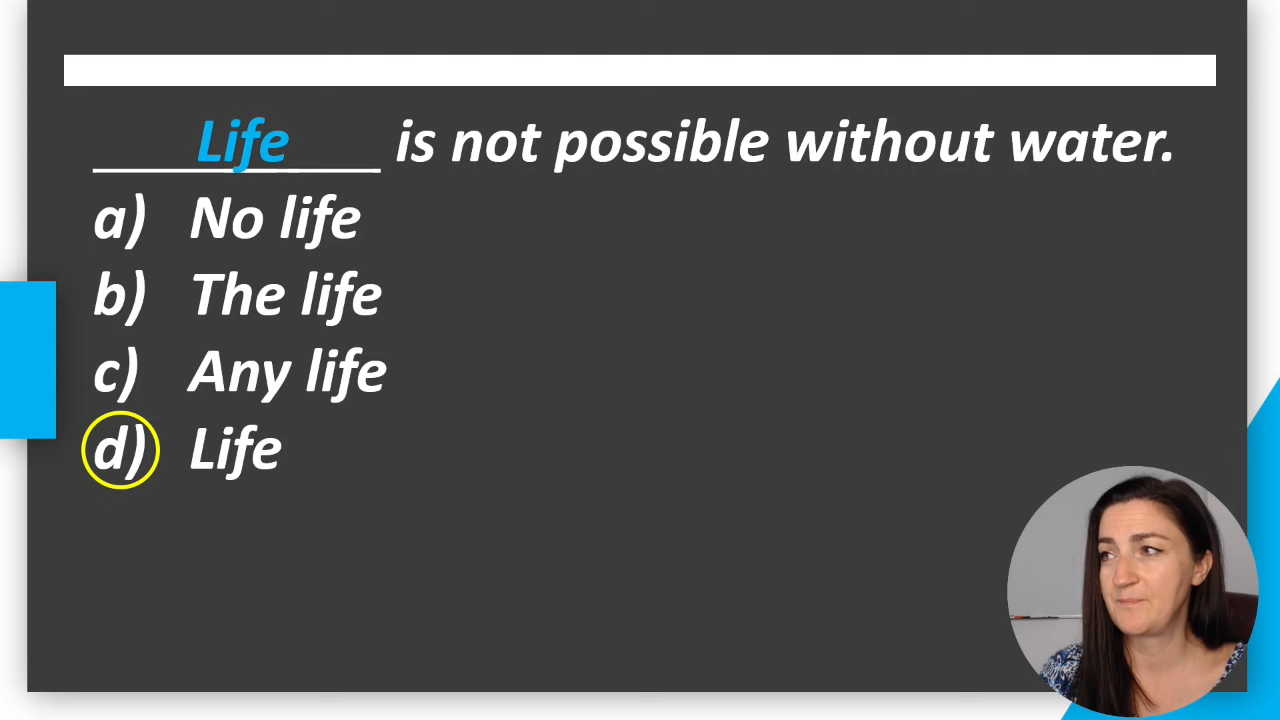 Life is not possible without water.
a) No life
b) The life
c) Any life
d) Life